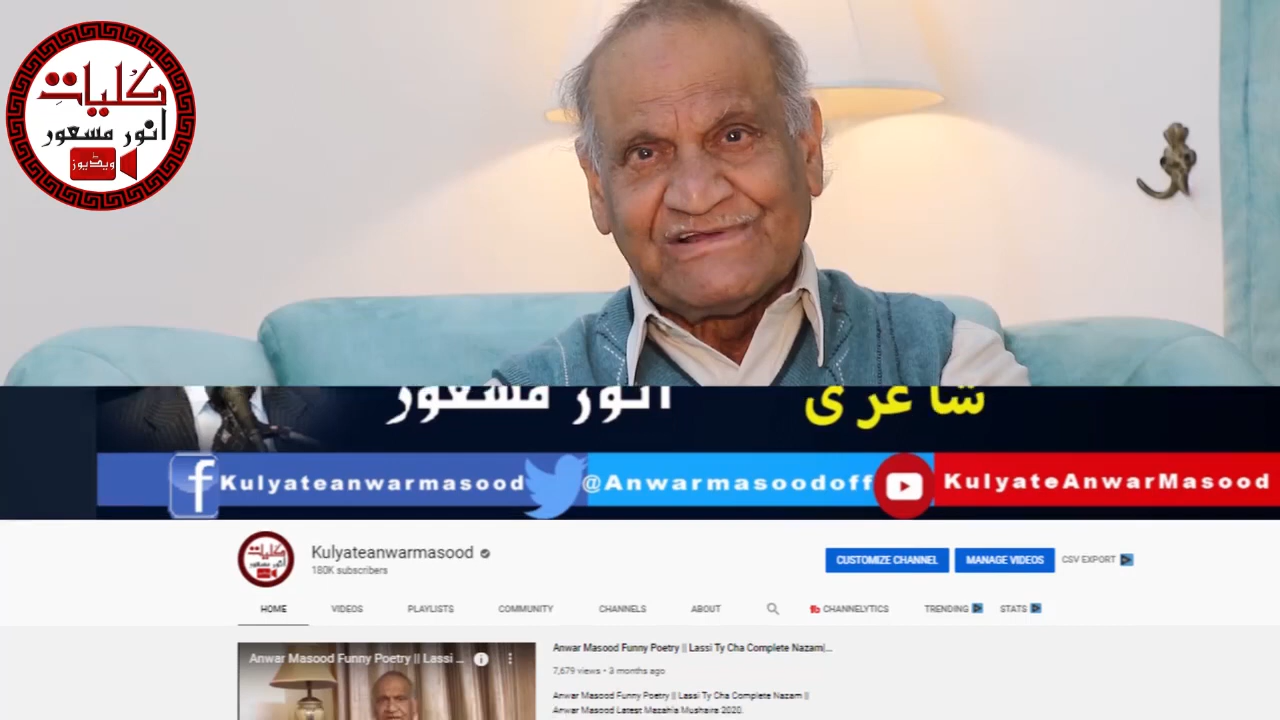 کلیاتِ
انور مسعور
ویڈیوز
انور مسعور شاعری
Kulyateanwarmasood @Anwarmasoodoff KulyateAnwarMasood
Kulyateanwarmasood
180K subscribers
CUSTOMIZE CHANNEL MANAGE VIDEOS CSV EXPORT
HOME VIDEOS PLAYLISTS COMMUNITY CHANNELS ABOUT CHANNELYTICS TRENDING STATS
Anwar Masood Funny Poetry || Lassi ...
Anwar Masood Funny Poetry || Lassi Ty Cha Complete Nazam|...
7,679 views • 3 months ago
Anwar Masood Funny Poetry || Lassi Ty Cha Complete Nazam ||
Anwar Masood Latest Mazahia Mushaira 2020.